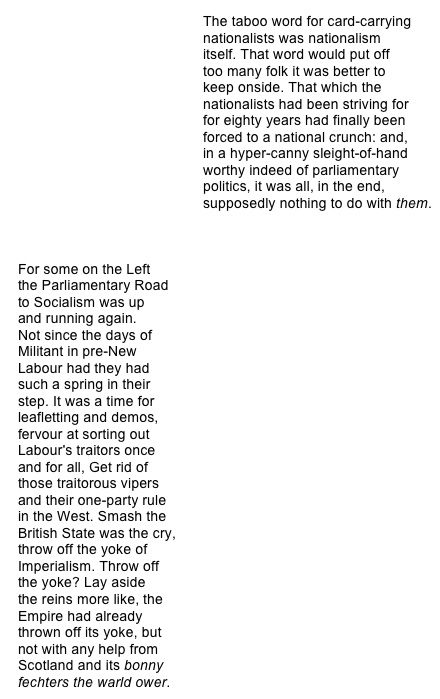 The taboo word for card-carrying
nationalists was nationalism
itself. That word would put off
too many folk it was better to
keep onside. That which the
nationalists had been striving for
for eighty years had finally been
forced to a national crunch: and,
in a hyper-canny sleight-of-hand
worthy indeed of parliamentary
politics, it was all, in the end,
supposedly nothing to do with them.
For some on the Left
the Parliamentary Road
to Socialism was up
and running again.
Not since the days of
Militant in pre-New
Labour had they had
such a spring in their
step. It was a time for
leafletting and demos,
fervour at sorting out
Labour's traitors once
and for all, Get rid of
those traitorous vipers
and their one-party rule
in the West. Smash the
British State was the cry,
throw off the yoke of
Imperialism. Throw off
the yoke? Lay aside
the reins more like, the
Empire had already
thrown off its yoke, but
not with any help from
Scotland and its bonny
fechters the warld ower.